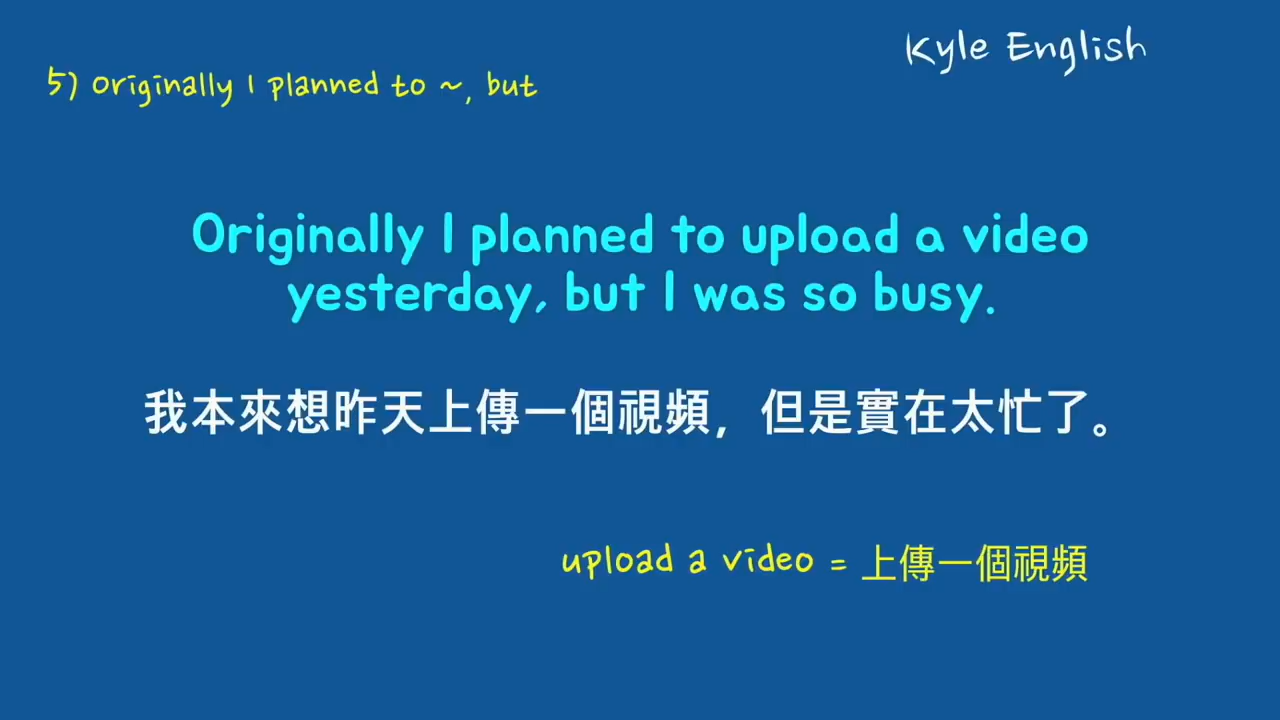 Kyle English
5) Originally I planned to ~, but
Originally I planned to upload a video
yesterday, but I was so busy.
我本來想昨天上傳一個視頻，但是實在太忙了。
upload a video = 上傳一個視頻